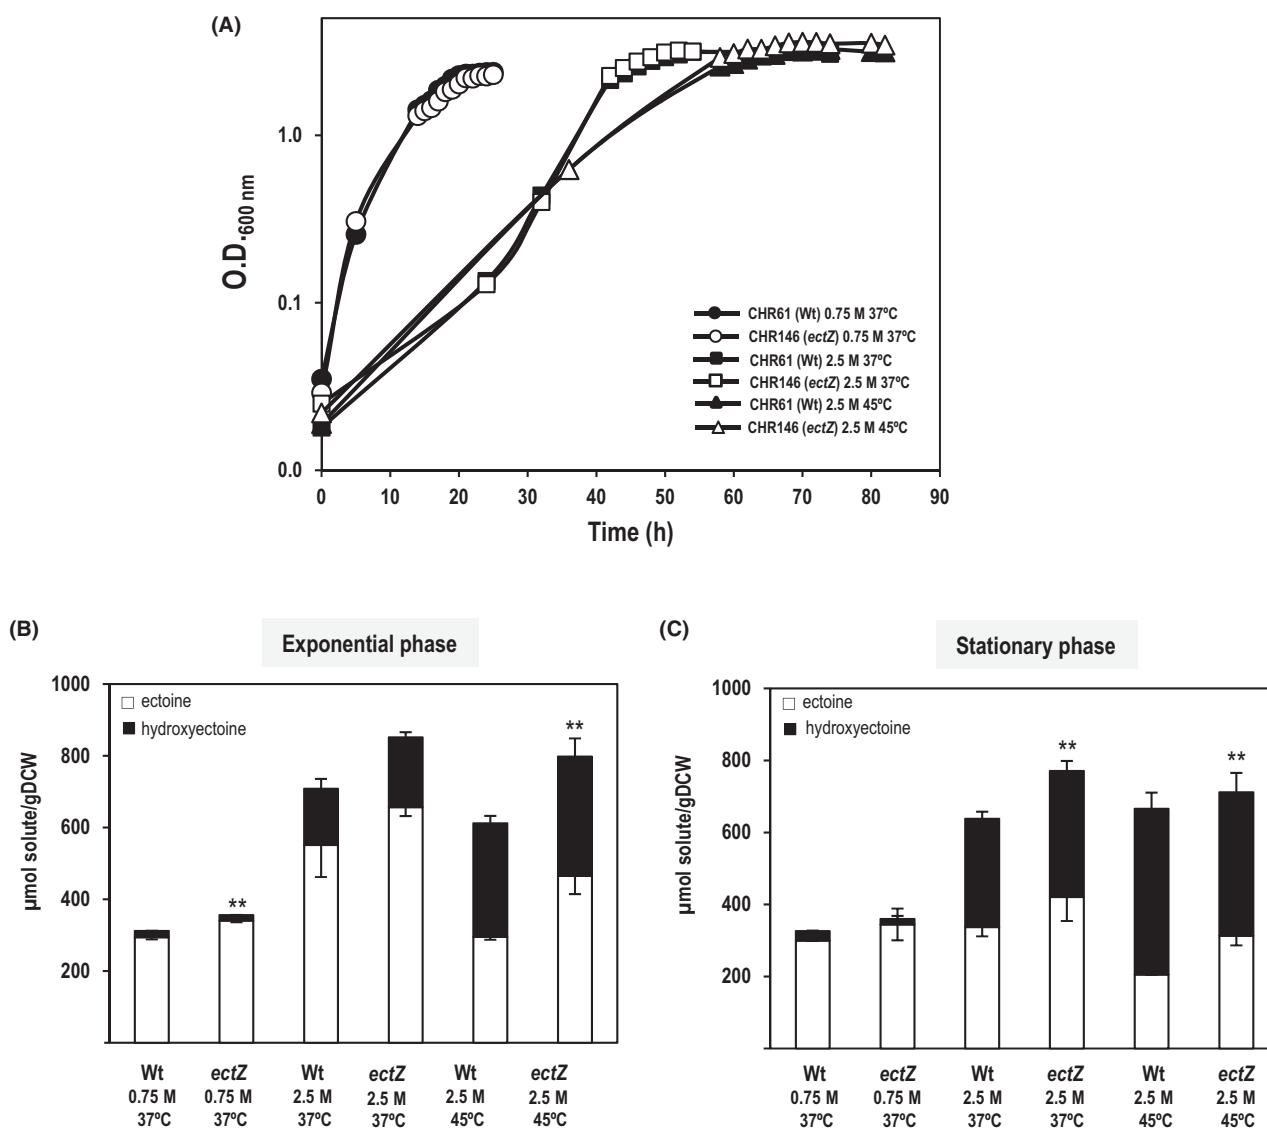 (A)
O.D.600 nm
1.0
0.1
0.0
0 10 20 30 40 50 60 70 80 90
Time (h)
CHR61 (Wt) 0.75 M 37ºC
CHR146 (ectZ) 0.75 M 37ºC
CHR61 (Wt) 2.5 M 37ºC
CHR146 (ectZ) 2.5 M 37ºC
CHR61 (Wt) 2.5 M 45ºC
CHR146 (ectZ) 2.5 M 45ºC
(B)
Exponential phase
µmol solute/gDCW
1000
800
600
400
200
ectoine
hydroxyectoine
**
**
Wt ectZ Wt ectZ Wt ectZ
0.75 M 0.75 M 2.5 M 2.5 M 2.5 M 2.5 M
37ºC 37ºC 37ºC 37ºC 45ºC 45ºC
(C)
Stationary phase
µmol solute/gDCW
1000
800
600
400
200
ectoine
hydroxyectoine
**
**
Wt ectZ Wt ectZ Wt ectZ
0.75 M 0.75 M 2.5 M 2.5 M 2.5 M 2.5 M
37ºC 37ºC 37ºC 37ºC 45ºC 45ºC